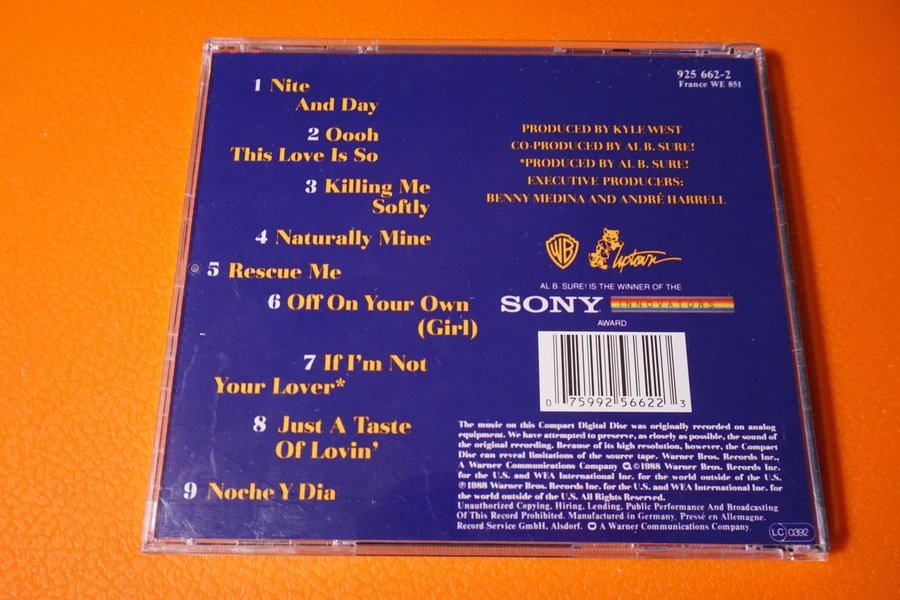 1 Nite
And Day
2 Oooh
This Love Is So
3 Killing Me
Softly
4 Naturally Mine
5 Rescue Me
6 Off On Your Own
(Girl)
7 If I'm Not
Your Lover*
8 Just A Taste
Of Lovin'
9 Noche Y Dia
925 662-2
France WE 851
PRODUCED BY KYLE WEST
CO-PRODUCED BY AL B. SURE!
*PRODUCED BY AL B. SURE!
EXECUTIVE PRODUCERS:
BENNY MEDINA AND ANDRÉ HARRELL
WB
Uptown
AL B. SURE! IS THE WINNER OF THE
SONY INNOVATORS
AWARD
0 75992 56622 3
The music on this Compact Digital Disc was originally recorded on analog
equipment. We have attempted to preserve, as closely as possible, the sound of
the original recording. Because of its high resolution, however, the Compact
Disc can reveal limitations of the source tape. Warner Bros. Records Inc.,
A Warner Communications Company ©1988 Warner Bros. Records Inc.
for the U.S. and WEA International Inc. for the world outside of the U.S.
℗1988 Warner Bros. Records Inc. for the U.S. and WEA International Inc. for
the world outside of the U.S. All Rights Reserved.
Unauthorized Copying, Hiring, Lending, Public Performance And Broadcasting
Of This Record Prohibited. Manufactured in Germany, Pressé en Allemagne.
Record Service GmbH, Alsdorf. A Warner Communications Company.
LC 0392